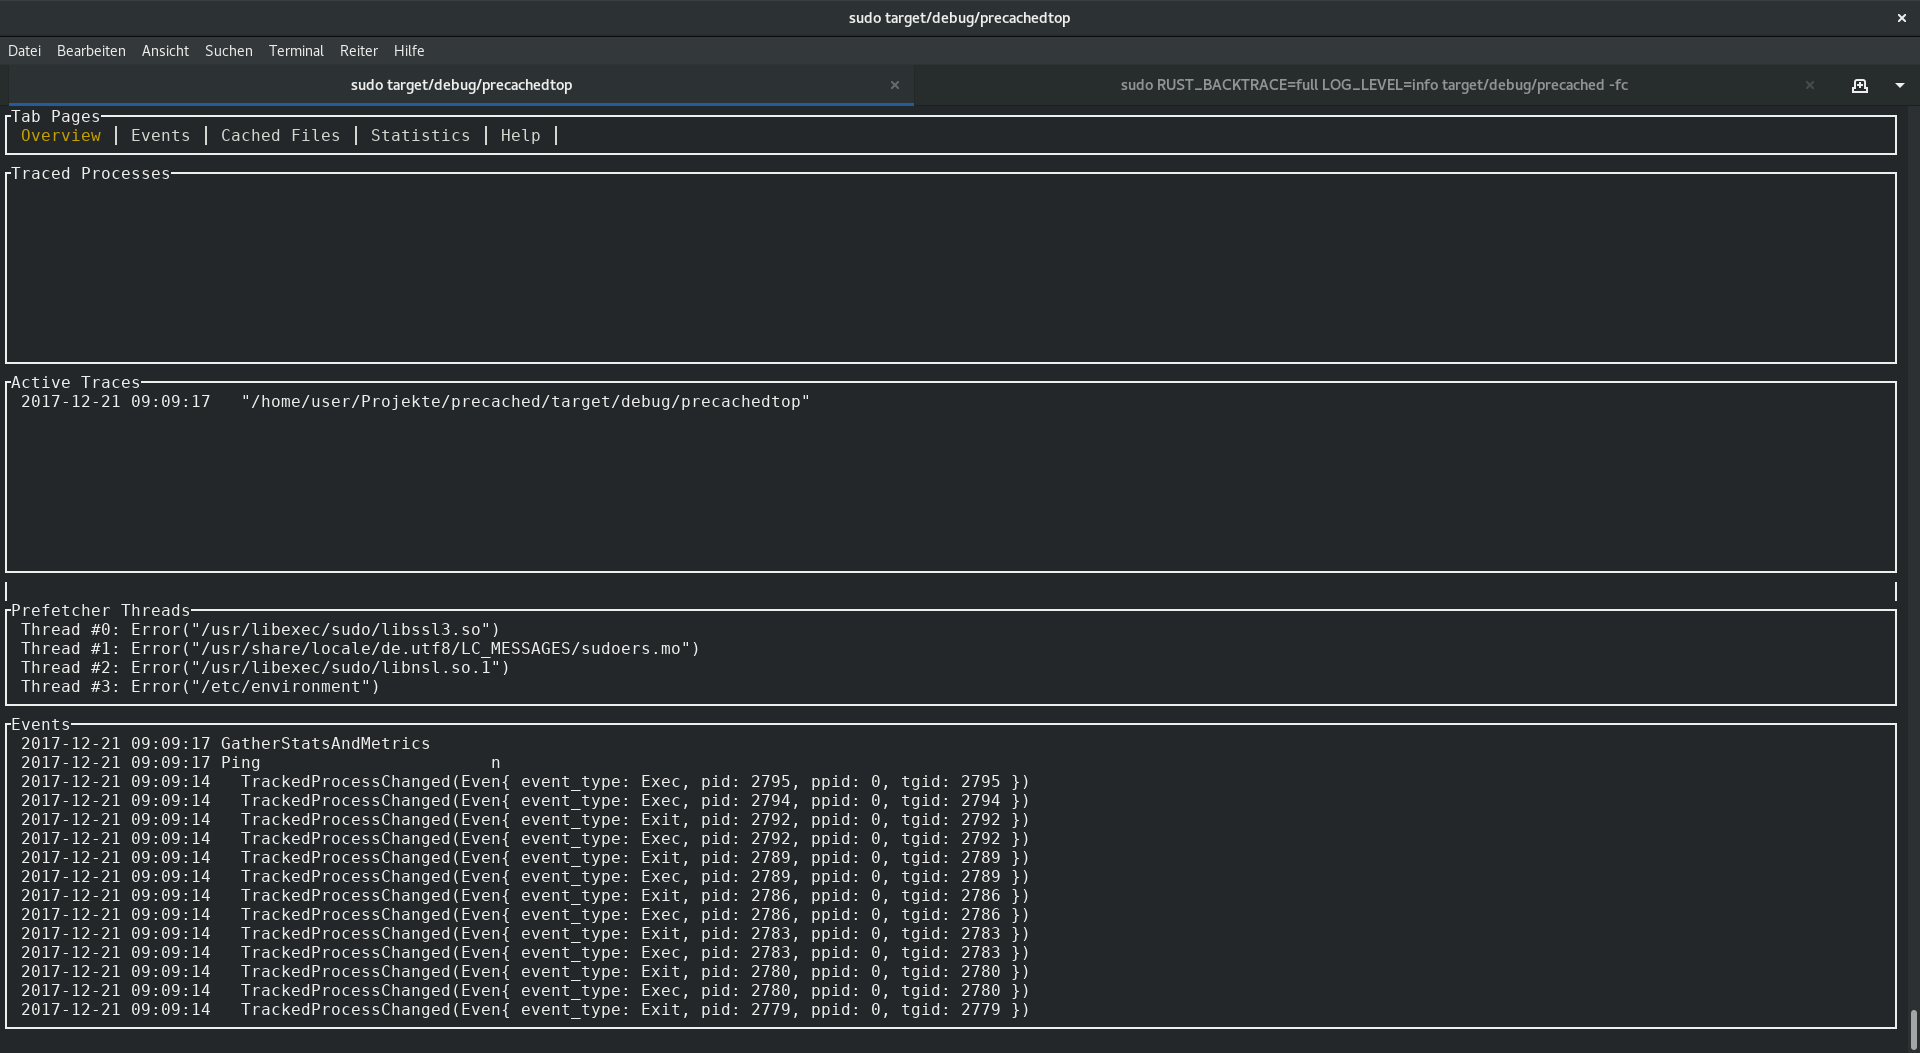 sudo target/debug/precachedtop
Datei Bearbeiten Ansicht Suchen Terminal Reiter Hilfe
sudo target/debug/precachedtop sudo RUST_BACKTRACE=full LOG_LEVEL=info target/debug/precached -fc
Tab Pages
Overview | Events | Cached Files | Statistics | Help |
Traced Processes
Active Traces
2017-12-21 09:09:17 "/home/user/Projekte/precached/target/debug/precachedtop"
Prefetcher Threads
Thread #0: Error("/usr/libexec/sudo/libssl3.so")
Thread #1: Error("/usr/share/locale/de.utf8/LC_MESSAGES/sudoers.mo")
Thread #2: Error("/usr/libexec/sudo/libnsl.so.1")
Thread #3: Error("/etc/environment")
Events
2017-12-21 09:09:17 GatherStatsAndMetrics
2017-12-21 09:09:17 Ping n
2017-12-21 09:09:14 TrackedProcessChanged(Even{ event_type: Exec, pid: 2795, ppid: 0, tgid: 2795 })
2017-12-21 09:09:14 TrackedProcessChanged(Even{ event_type: Exec, pid: 2794, ppid: 0, tgid: 2794 })
2017-12-21 09:09:14 TrackedProcessChanged(Even{ event_type: Exit, pid: 2792, ppid: 0, tgid: 2792 })
2017-12-21 09:09:14 TrackedProcessChanged(Even{ event_type: Exec, pid: 2792, ppid: 0, tgid: 2792 })
2017-12-21 09:09:14 TrackedProcessChanged(Even{ event_type: Exit, pid: 2789, ppid: 0, tgid: 2789 })
2017-12-21 09:09:14 TrackedProcessChanged(Even{ event_type: Exec, pid: 2789, ppid: 0, tgid: 2789 })
2017-12-21 09:09:14 TrackedProcessChanged(Even{ event_type: Exit, pid: 2786, ppid: 0, tgid: 2786 })
2017-12-21 09:09:14 TrackedProcessChanged(Even{ event_type: Exec, pid: 2786, ppid: 0, tgid: 2786 })
2017-12-21 09:09:14 TrackedProcessChanged(Even{ event_type: Exit, pid: 2783, ppid: 0, tgid: 2783 })
2017-12-21 09:09:14 TrackedProcessChanged(Even{ event_type: Exec, pid: 2783, ppid: 0, tgid: 2783 })
2017-12-21 09:09:14 TrackedProcessChanged(Even{ event_type: Exit, pid: 2780, ppid: 0, tgid: 2780 })
2017-12-21 09:09:14 TrackedProcessChanged(Even{ event_type: Exec, pid: 2780, ppid: 0, tgid: 2780 })
2017-12-21 09:09:14 TrackedProcessChanged(Even{ event_type: Exit, pid: 2779, ppid: 0, tgid: 2779 })